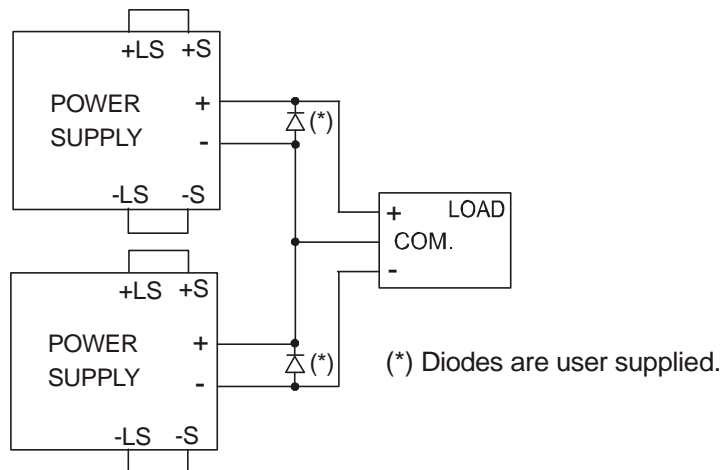 +LS +S
POWER
SUPPLY
+
-
(*)
-LS -S
+ LOAD
COM.
-
+LS +S
POWER
SUPPLY
+
-
(*)
(*) Diodes are user supplied.
-LS -S